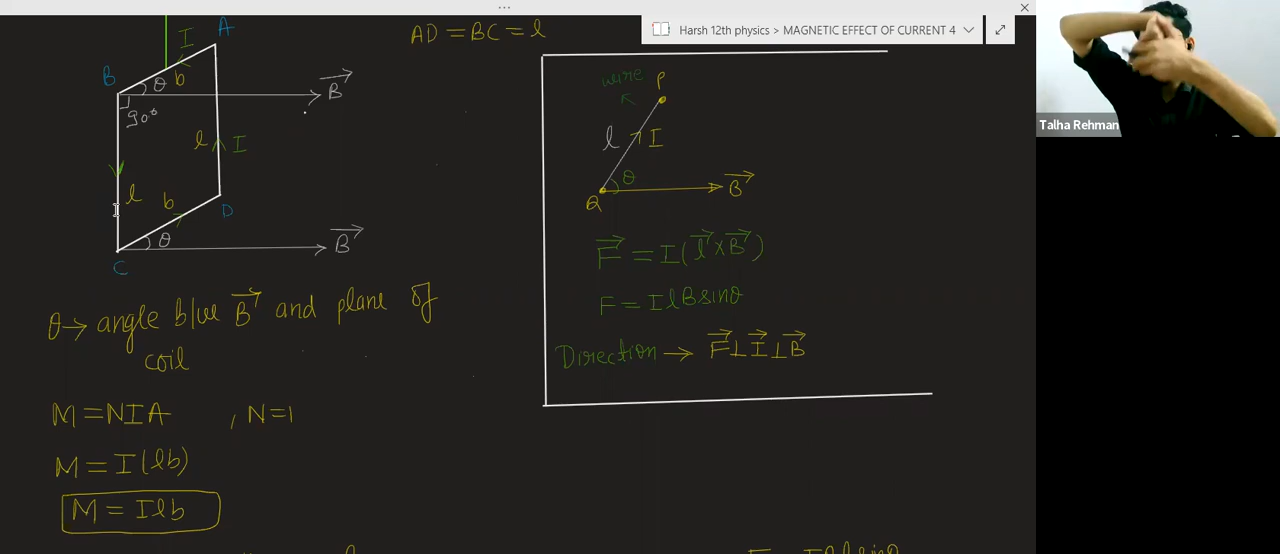 AD = BC = l
Harsh 12th physics > MAGNETIC EFFECT OF CURRENT 4
Talha Rehman
A
I
B
θ
b
B
90°
l
I
l
b
D
θ
B
C
θ → angle b/w B and plane of
coil
M = NIA , N = 1
M = I(lb)
M = Ilb
wire
P
l
I
θ
Q
B
F = I(l×B)
F = IlB sinθ
Direction → F⊥I⊥B